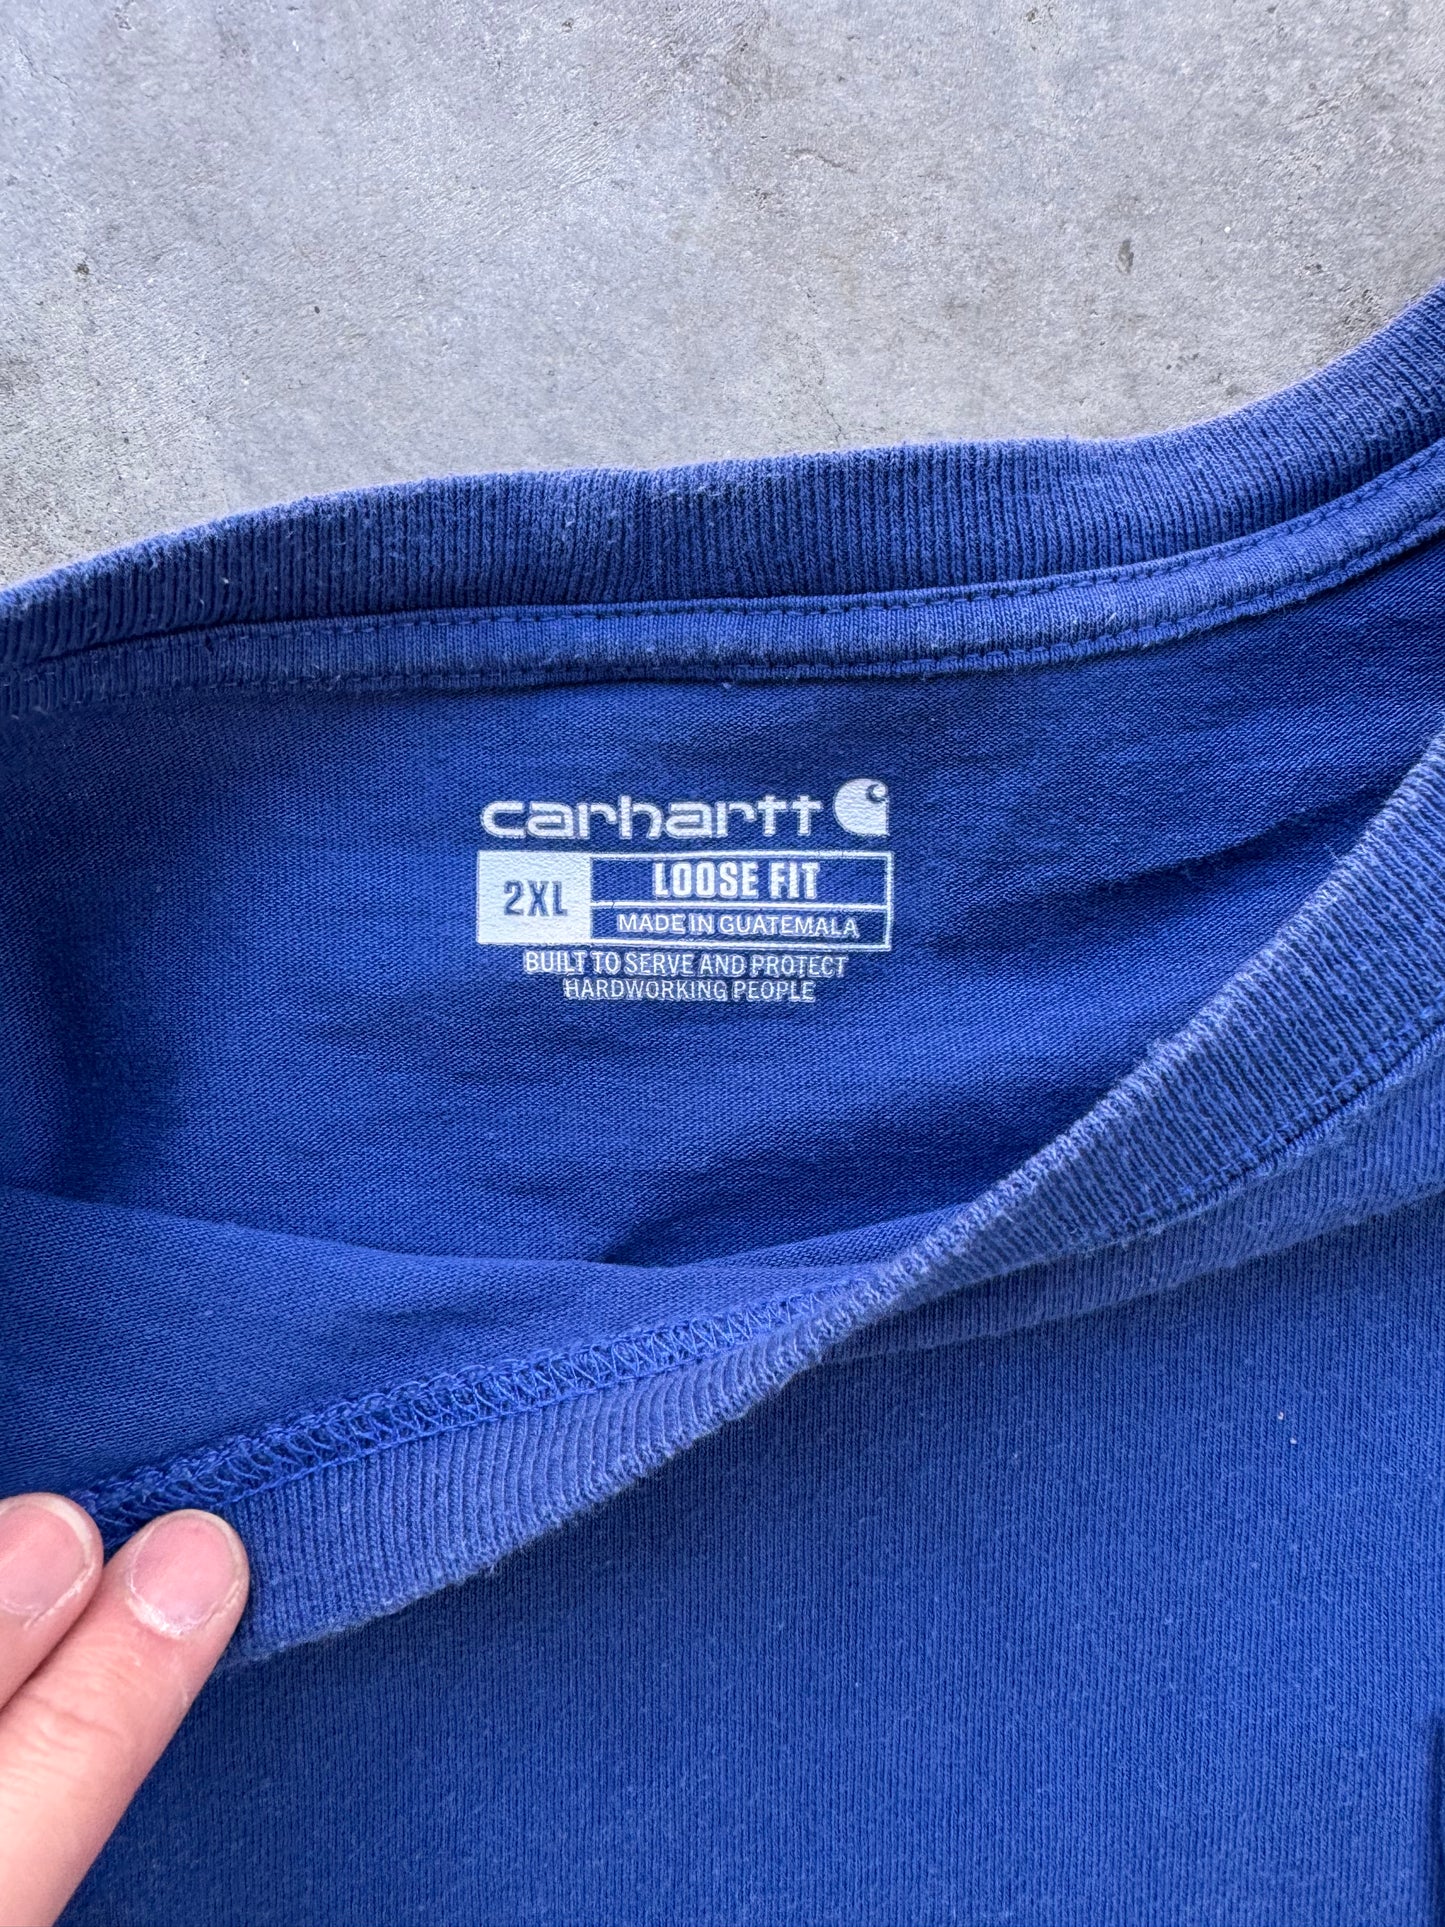 carhartt
2XL
LOOSE FIT
MADE IN GUATEMALA
BUILT TO SERVE AND PROTECT
HARDWORKING PEOPLE